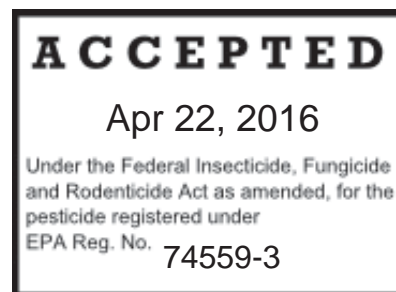 ACCEPTED
Apr 22, 2016
Under the Federal Insecticide, Fungicide
and Rodenticide Act as amended, for the
pesticide registered under
EPA Reg. No. 74559-3